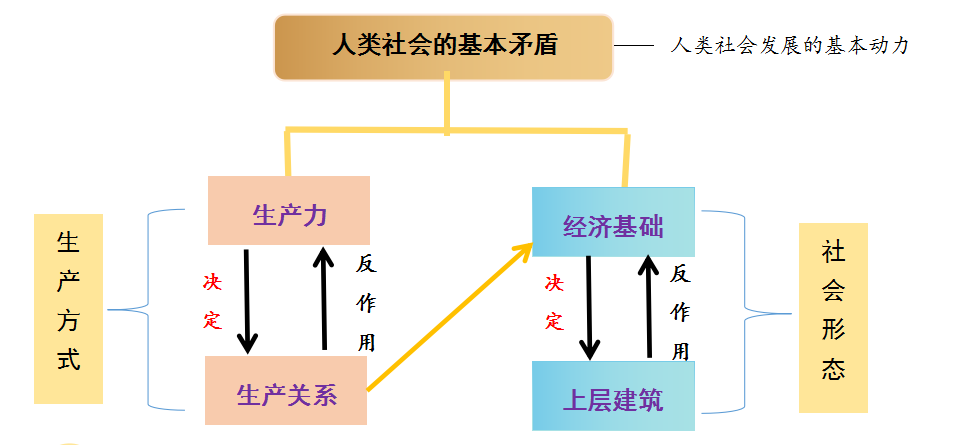 人类社会的基本矛盾
人类社会发展的基本动力
生产方式
生产力
决定
反作用
生产关系
经济基础
决定
反作用
上层建筑
社会形态